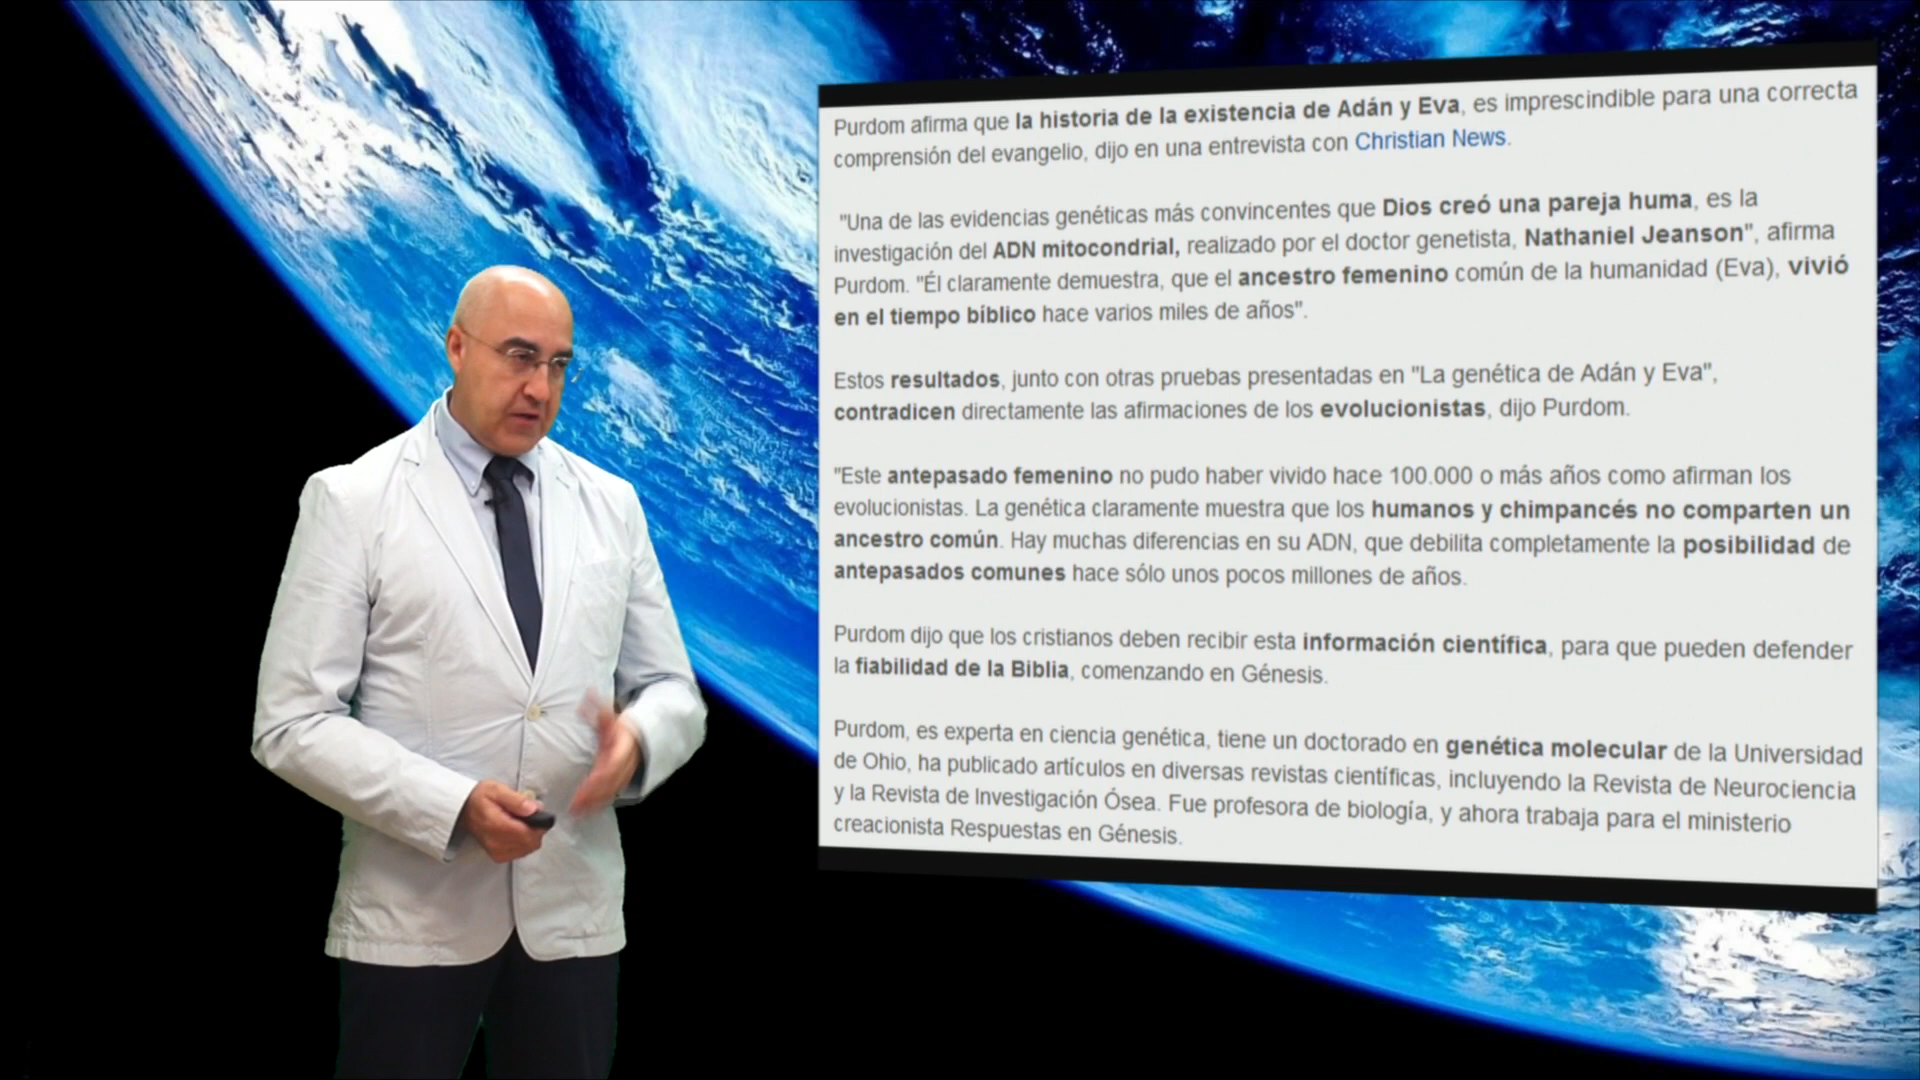 Purdom afirma que la historia de la existencia de Adán y Eva, es imprescindible para una correcta
comprensión del evangelio, dijo en una entrevista con Christian News.
"Una de las evidencias genéticas más convincentes que Dios creó una pareja huma, es la
investigación del ADN mitocondrial, realizado por el doctor genetista, Nathaniel Jeanson", afirma
Purdom. "Él claramente demuestra, que el ancestro femenino común de la humanidad (Eva), vivió
en el tiempo bíblico hace varios miles de años".
Estos resultados, junto con otras pruebas presentadas en "La genética de Adán y Eva",
contradicen directamente las afirmaciones de los evolucionistas, dijo Purdom.
"Este antepasado femenino no pudo haber vivido hace 100.000 o más años como afirman los
evolucionistas. La genética claramente muestra que los humanos y chimpancés no comparten un
ancestro común. Hay muchas diferencias en su ADN, que debilita completamente la posibilidad de
antepasados comunes hace sólo unos pocos millones de años.
Purdom dijo que los cristianos deben recibir esta información científica, para que pueden defender
la fiabilidad de la Biblia, comenzando en Génesis.
Purdom, es experta en ciencia genética, tiene un doctorado en genética molecular de la Universidad
de Ohio, ha publicado artículos en diversas revistas científicas, incluyendo la Revista de Neurociencia
y la Revista de Investigación Ósea. Fue profesora de biología, y ahora trabaja para el ministerio
creacionista Respuestas en Génesis.